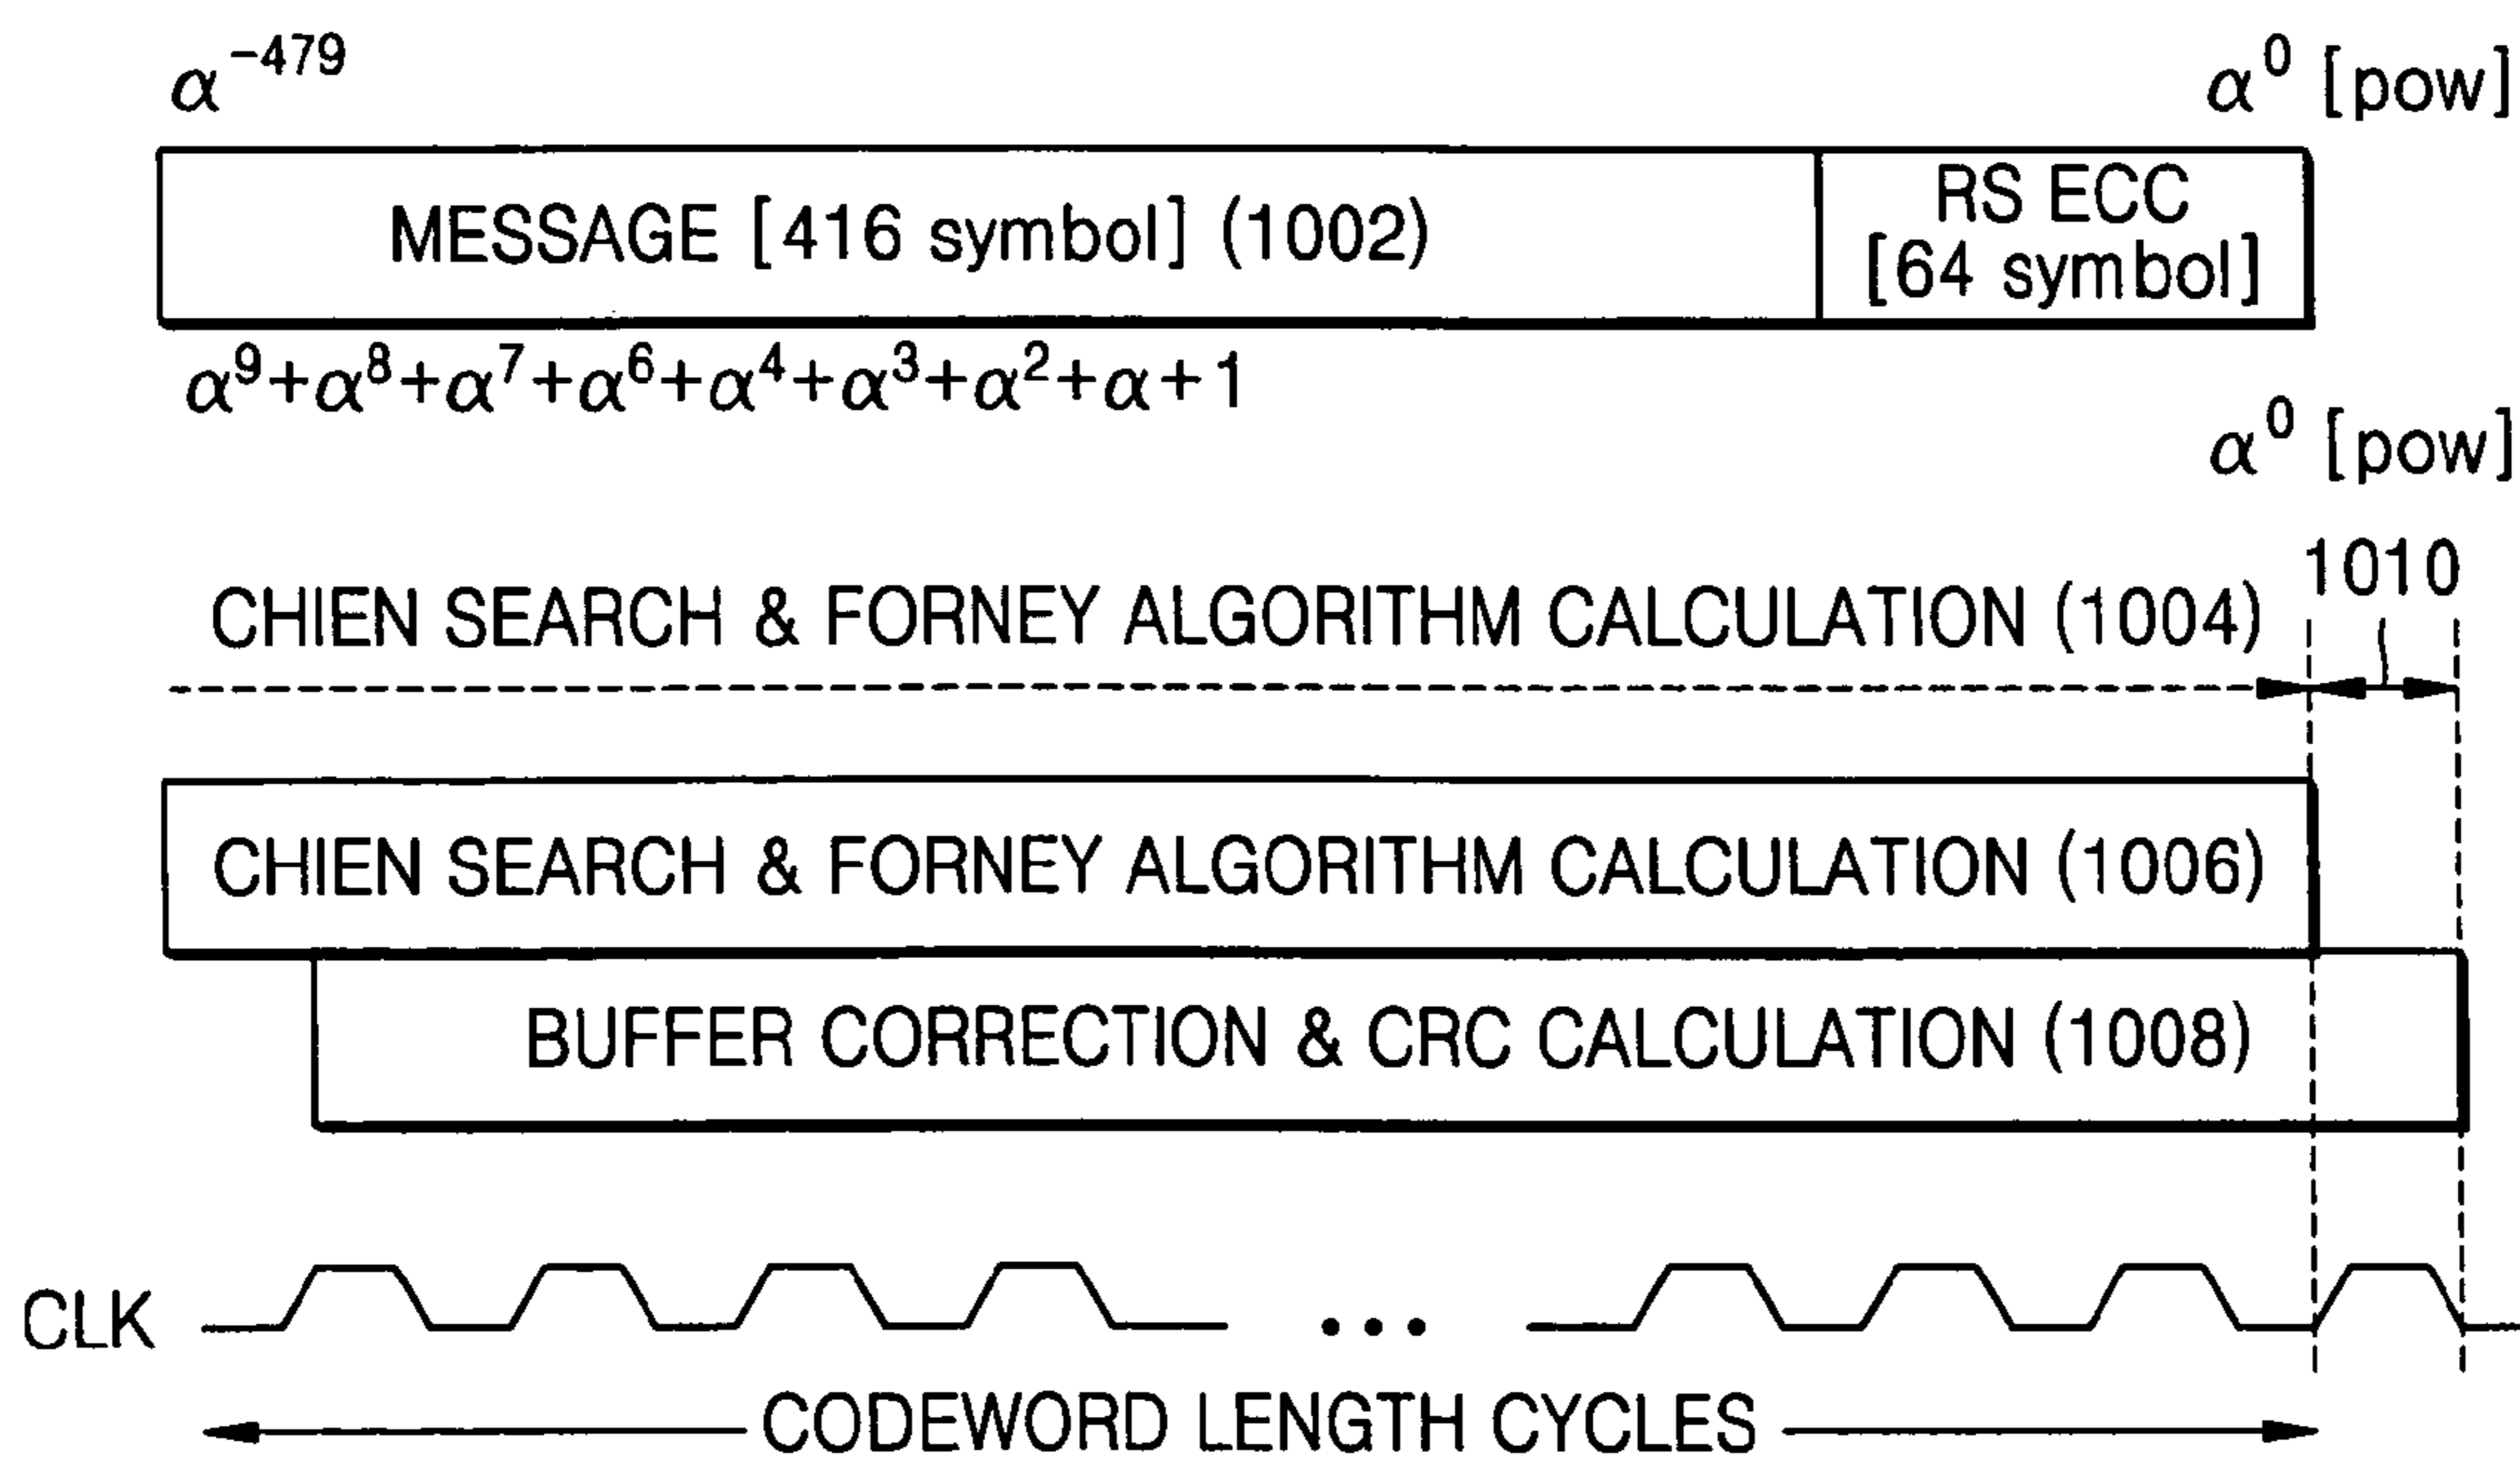 α^-479
α^0 [pow]
MESSAGE [416 symbol] (1002)
RS ECC
[64 symbol]
α^9+α^8+α^7+α^6+α^4+α^3+α^2+α+1
α^0 [pow]
1010
CHIEN SEARCH & FORNEY ALGORITHM CALCULATION (1004)
CHIEN SEARCH & FORNEY ALGORITHM CALCULATION (1006)
BUFFER CORRECTION & CRC CALCULATION (1008)
CLK
CODEWORD LENGTH CYCLES